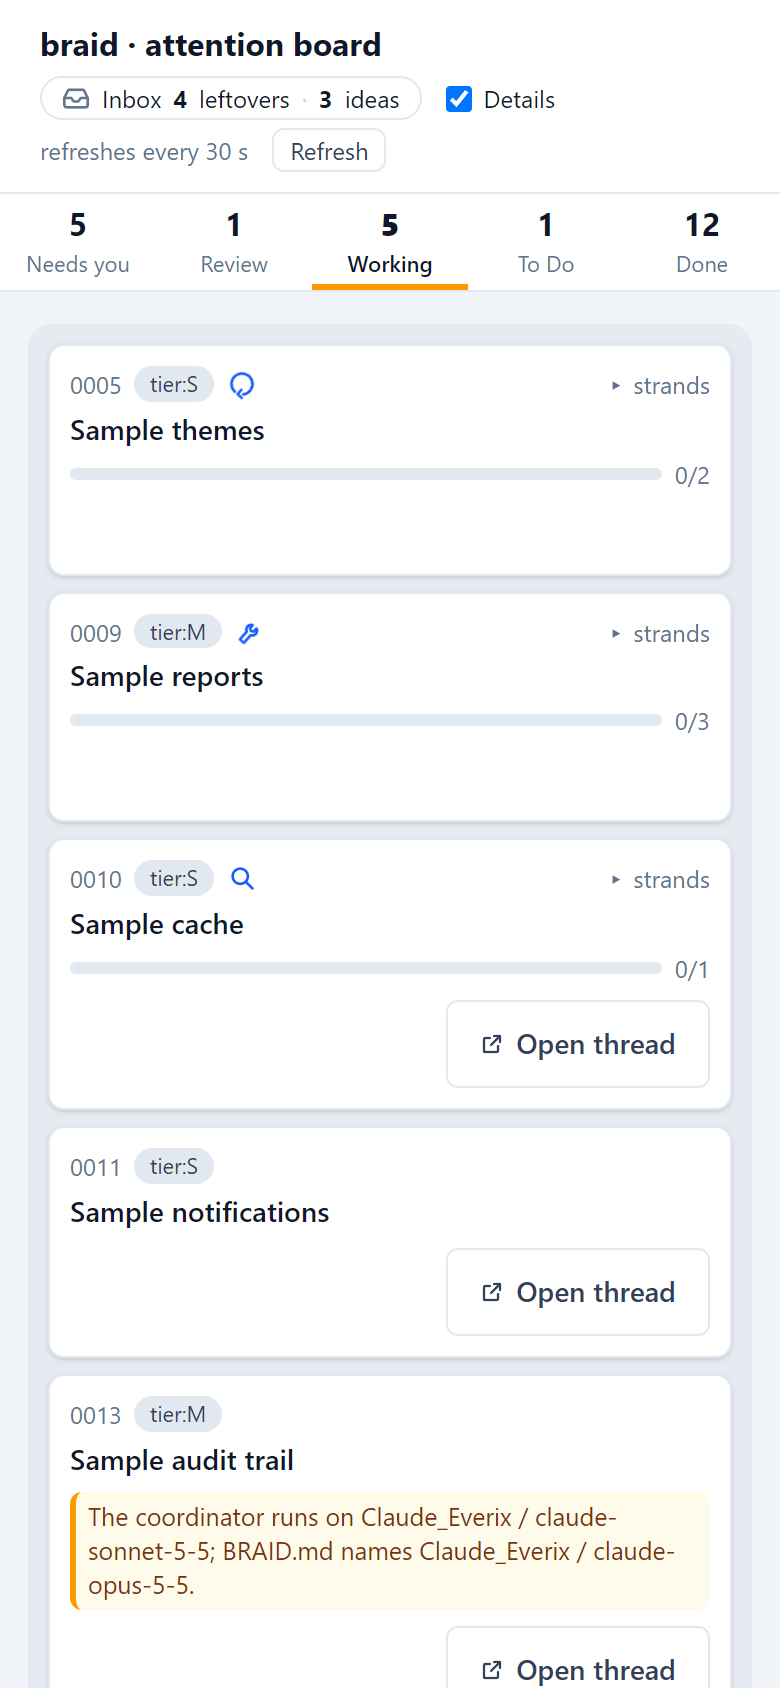 braid · attention board
Inbox 4 leftovers · 3 ideas
Details
refreshes every 30 s
Refresh
5
Needs you
1
Review
5
Working
1
To Do
12
Done
0005 tier:S
▸ strands
Sample themes
0/2
0009 tier:M
▸ strands
Sample reports
0/3
0010 tier:S
▸ strands
Sample cache
0/1
Open thread
0011 tier:S
Sample notifications
Open thread
0013 tier:M
Sample audit trail
The coordinator runs on Claude_Everix / claude-
sonnet-5-5; BRAID.md names Claude_Everix / claude-
opus-5-5.
Open thread